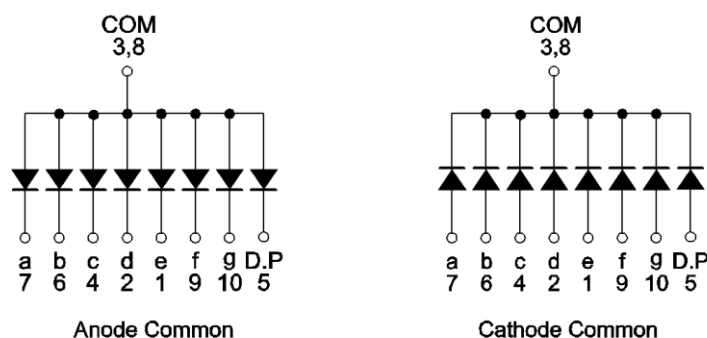 COM
3,8
a b c d e f g D.P
7 6 4 2 1 9 10 5
Anode Common
COM
3,8
a b c d e f g D.P
7 6 4 2 1 9 10 5
Cathode Common